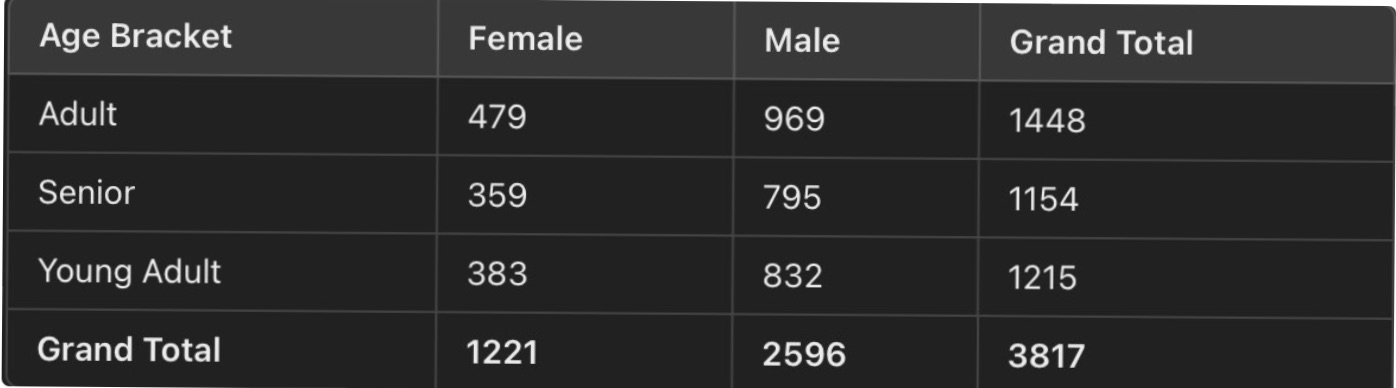 Age Bracket Female Male Grand Total
Adult 479 969 1448
Senior 359 795 1154
Young Adult 383 832 1215
Grand Total 1221 2596 3817